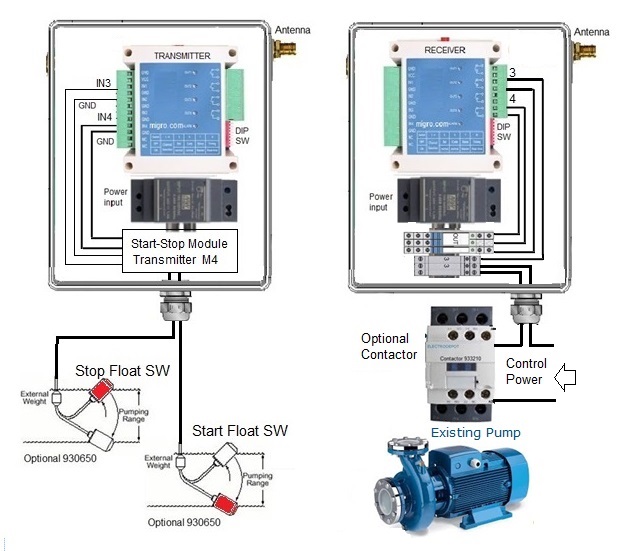 Antenna
TRANSMITTER
IN3
GND
IN4
GND
migro.com
DIP
SW
Power
input
Start-Stop Module
Transmitter M4
Stop Float SW
External
Weight
Pumping
Range
Optional 930650
Start Float SW
External
Weight
Pumping
Range
Optional 930650
Antenna
RECEIVER
3
4
migro.com
DIP
SW
Power
input
OUT
3
3
Optional
Contactor
Contactor 933210
Control
Power
Existing Pump